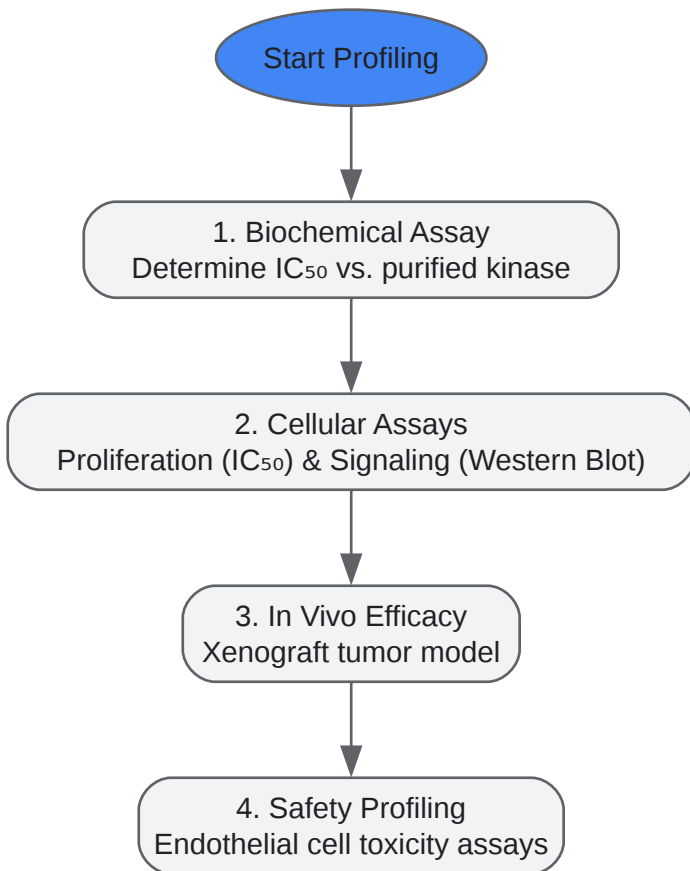 Start Profiling
1. Biochemical Assay
Determine IC₅₀ vs. purified kinase
2. Cellular Assays
Proliferation (IC₅₀) & Signaling (Western Blot)
3. In Vivo Efficacy
Xenograft tumor model
4. Safety Profiling
Endothelial cell toxicity assays